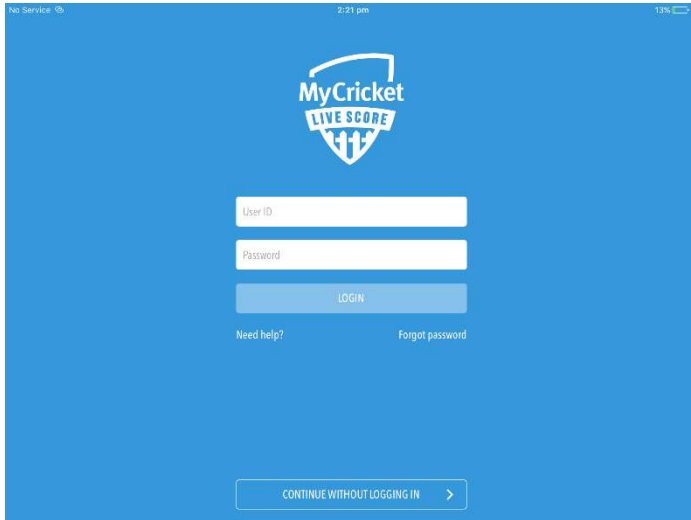 No Service
2:21 pm
13%
MyCricket
LIVE SCORE
User ID
Password
LOGIN
Need help?
Forgot password
CONTINUE WITHOUT LOGGING IN